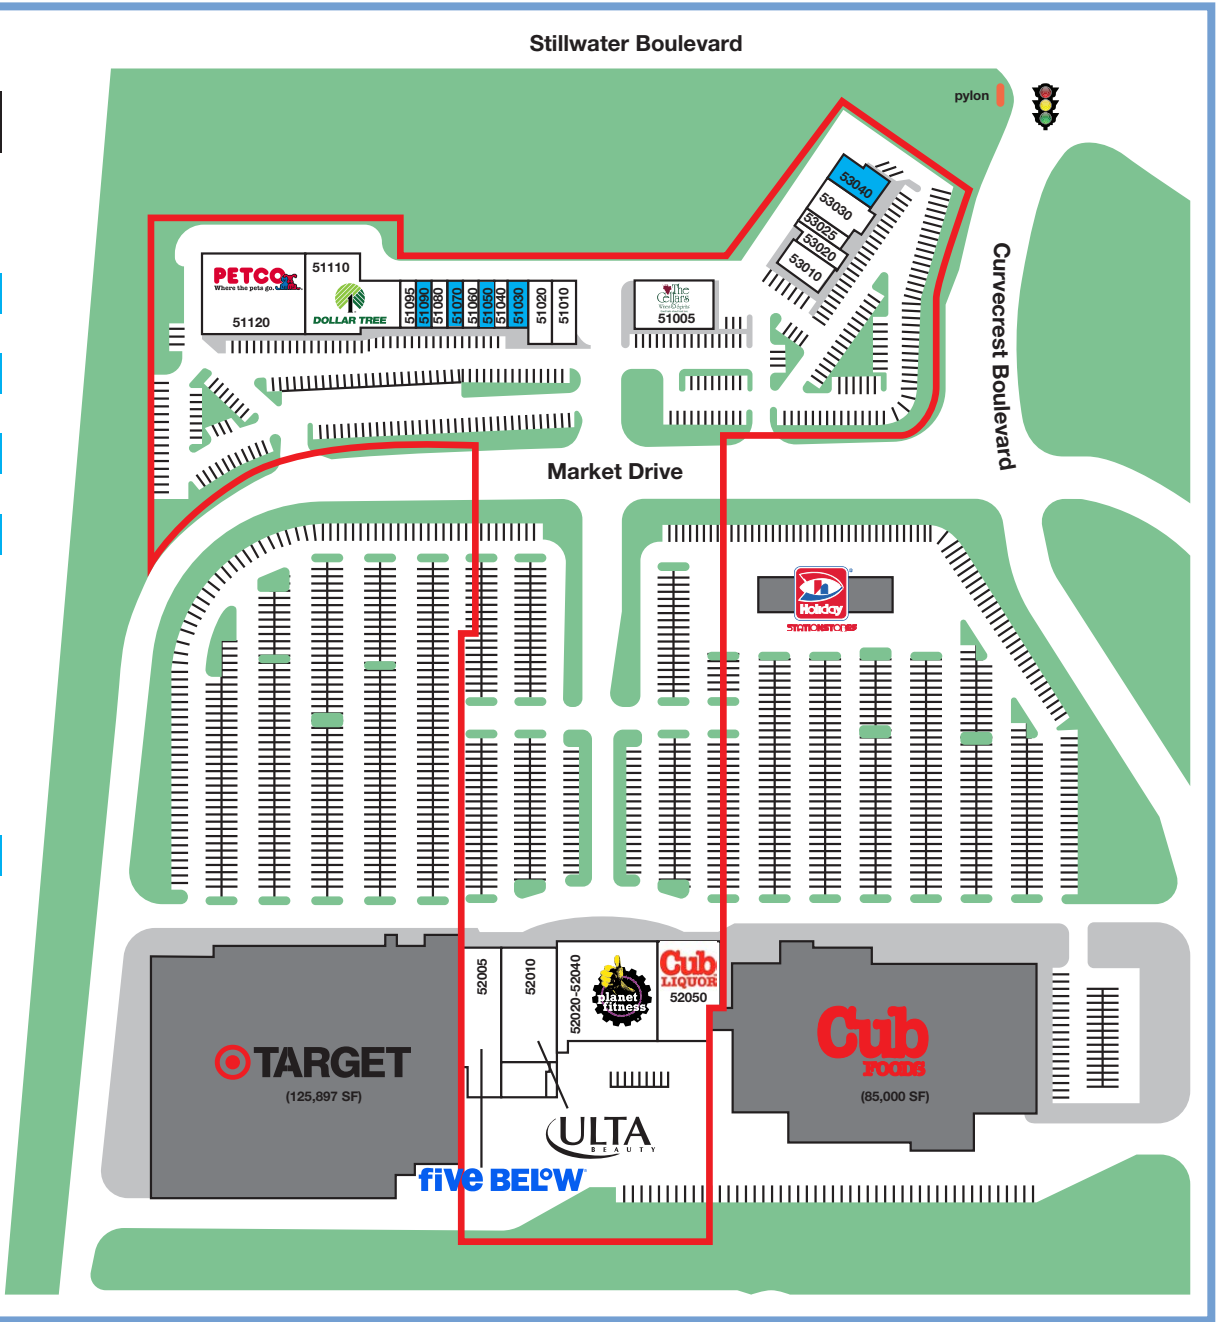 Stillwater Boulevard
pylon
53040
53030
53025
53020
53010
Curvecrest Boulevard
PETCO
Where the pets go.
51120
51110
DOLLAR TREE
51095
51090
51080
51070
51060
51050
51040
51030
51020
51010
The
Cellars
Wines & Spirits
51005
Market Drive
Holiday
STATIONSTORES
TARGET
(125,897 SF)
52005
52010
52020-52040
planet
fitness
Cub
LIQUOR
52050
Cub
FOODS
(85,000 SF)
ULTA
BEAUTY
five BELOW